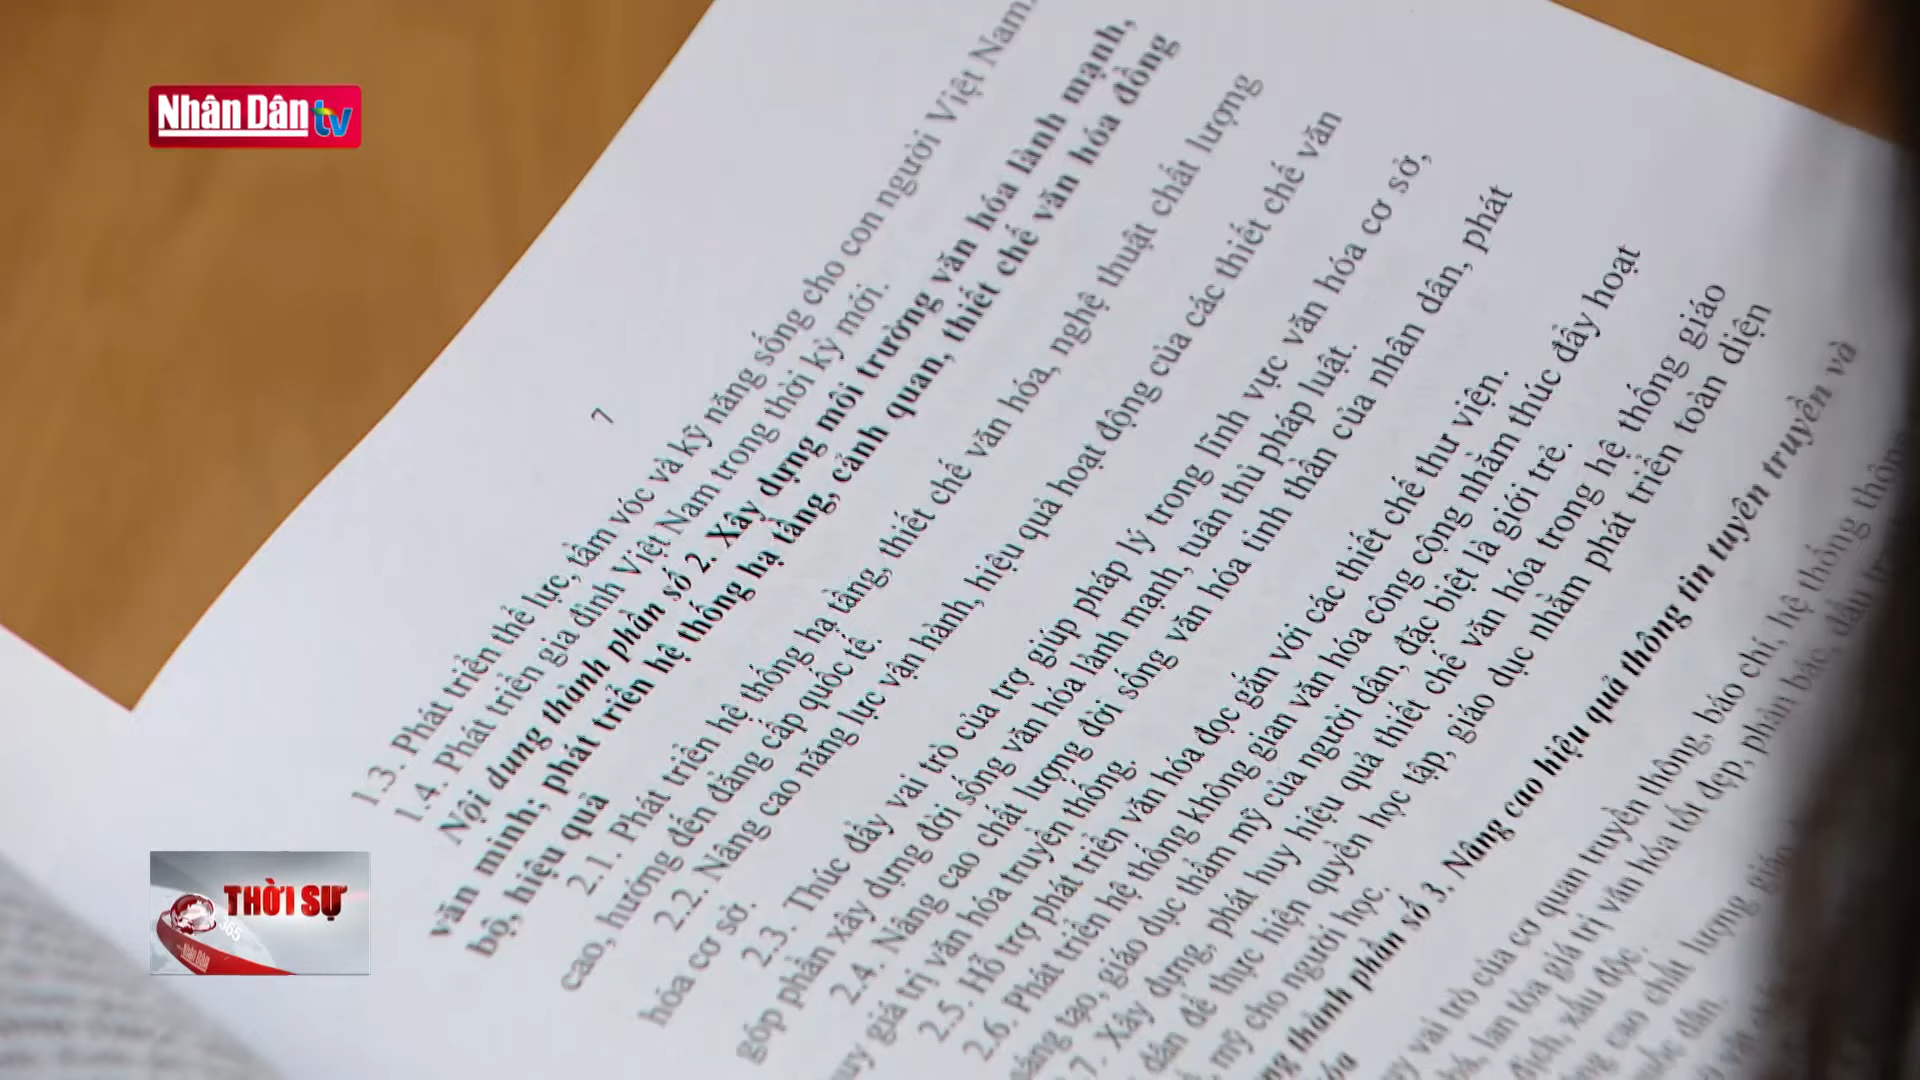 Nhân Dân tv
7
1.3. Phát triển thể lực, tầm vóc và kỹ năng sống cho con người Việt Nam.
1.4. Phát triển gia đình Việt Nam trong thời kỳ mới.
Nội dung thành phần số 2. Xây dựng môi trường văn hóa lành mạnh,
văn minh; phát triển hệ thống hạ tầng, cảnh quan, thiết chế văn hóa đồng
bộ, hiệu quả
2.1. Phát triển hệ thống hạ tầng, thiết chế văn hóa, nghệ thuật chất lượng
cao, hướng đến đẳng cấp quốc tế.
2.2. Nâng cao năng lực vận hành, hiệu quả hoạt động của các thiết chế văn
hóa cơ sở.
2.3. Thúc đẩy vai trò của trợ giúp pháp lý trong lĩnh vực văn hóa cơ sở,
góp phần xây dựng đời sống văn hóa lành mạnh, tuân thủ pháp luật.
2.4. Nâng cao chất lượng đời sống văn hóa tinh thần của nhân dân, phát
huy giá trị văn hóa truyền thống.
2.5. Hỗ trợ phát triển văn hóa đọc gắn với các thiết chế thư viện.
2.6. Phát triển hệ thống không gian văn hóa công cộng nhằm thúc đẩy hoạt
sáng tạo, giáo dục thẩm mỹ của người dân, đặc biệt là giới trẻ.
7. Xây dựng, phát huy hiệu quả thiết chế văn hóa trong hệ thống giáo
dân để thực hiện quyền học tập, giáo dục nhằm phát triển toàn diện
mỹ cho người học.
thành phần số 3. Nâng cao hiệu quả thông tin tuyên truyền và
vai trò của cơ quan truyền thông, báo chí, hệ thống thông
bá, lan tỏa giá trị văn hóa tốt đẹp, phản bác, đấu
địch, xấu độc.
cao chất lượng
THỜI SỰ
365
NHÂN DÂN